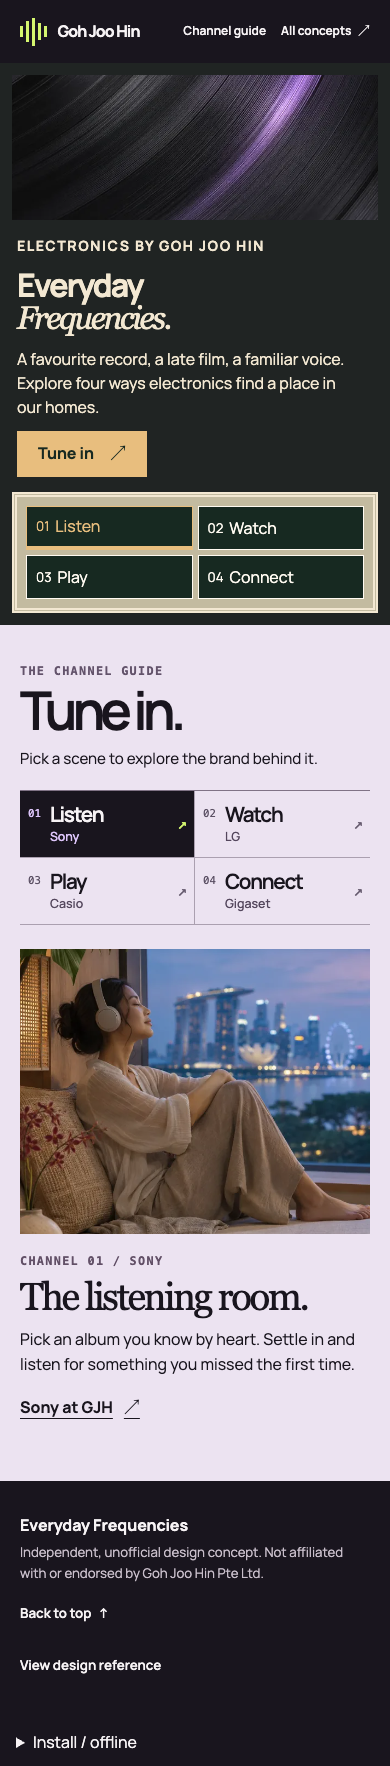 Goh Joo Hin
Channel guide
All concepts ↗
ELECTRONICS BY GOH JOO HIN
Everyday
Frequencies.
A favourite record, a late film, a familiar voice.
Explore four ways electronics find a place in
our homes.
Tune in ↗
01 Listen
02 Watch
03 Play
04 Connect
THE CHANNEL GUIDE
Tune in.
Pick a scene to explore the brand behind it.
01 Listen ↗
Sony
02 Watch ↗
LG
03 Play ↗
Casio
04 Connect ↗
Gigaset
CHANNEL 01 / SONY
The listening room.
Pick an album you know by heart. Settle in and
listen for something you missed the first time.
Sony at GJH ↗
Everyday Frequencies
Independent, unofficial design concept. Not affiliated
with or endorsed by Goh Joo Hin Pte Ltd.
Back to top ↑
View design reference
▶ Install / offline